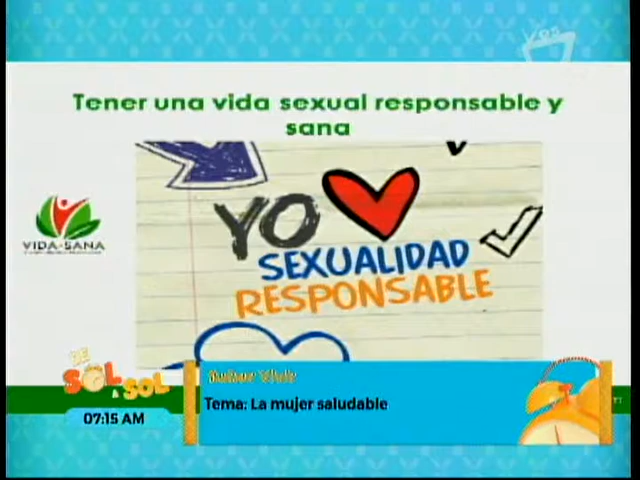 Tener una vida sexual responsable y
sana
YO
SEXUALIDAD
RESPONSABLE
VIDA-SANA
DE
SOL
A SOL
07:15 AM
Tema: La mujer saludable